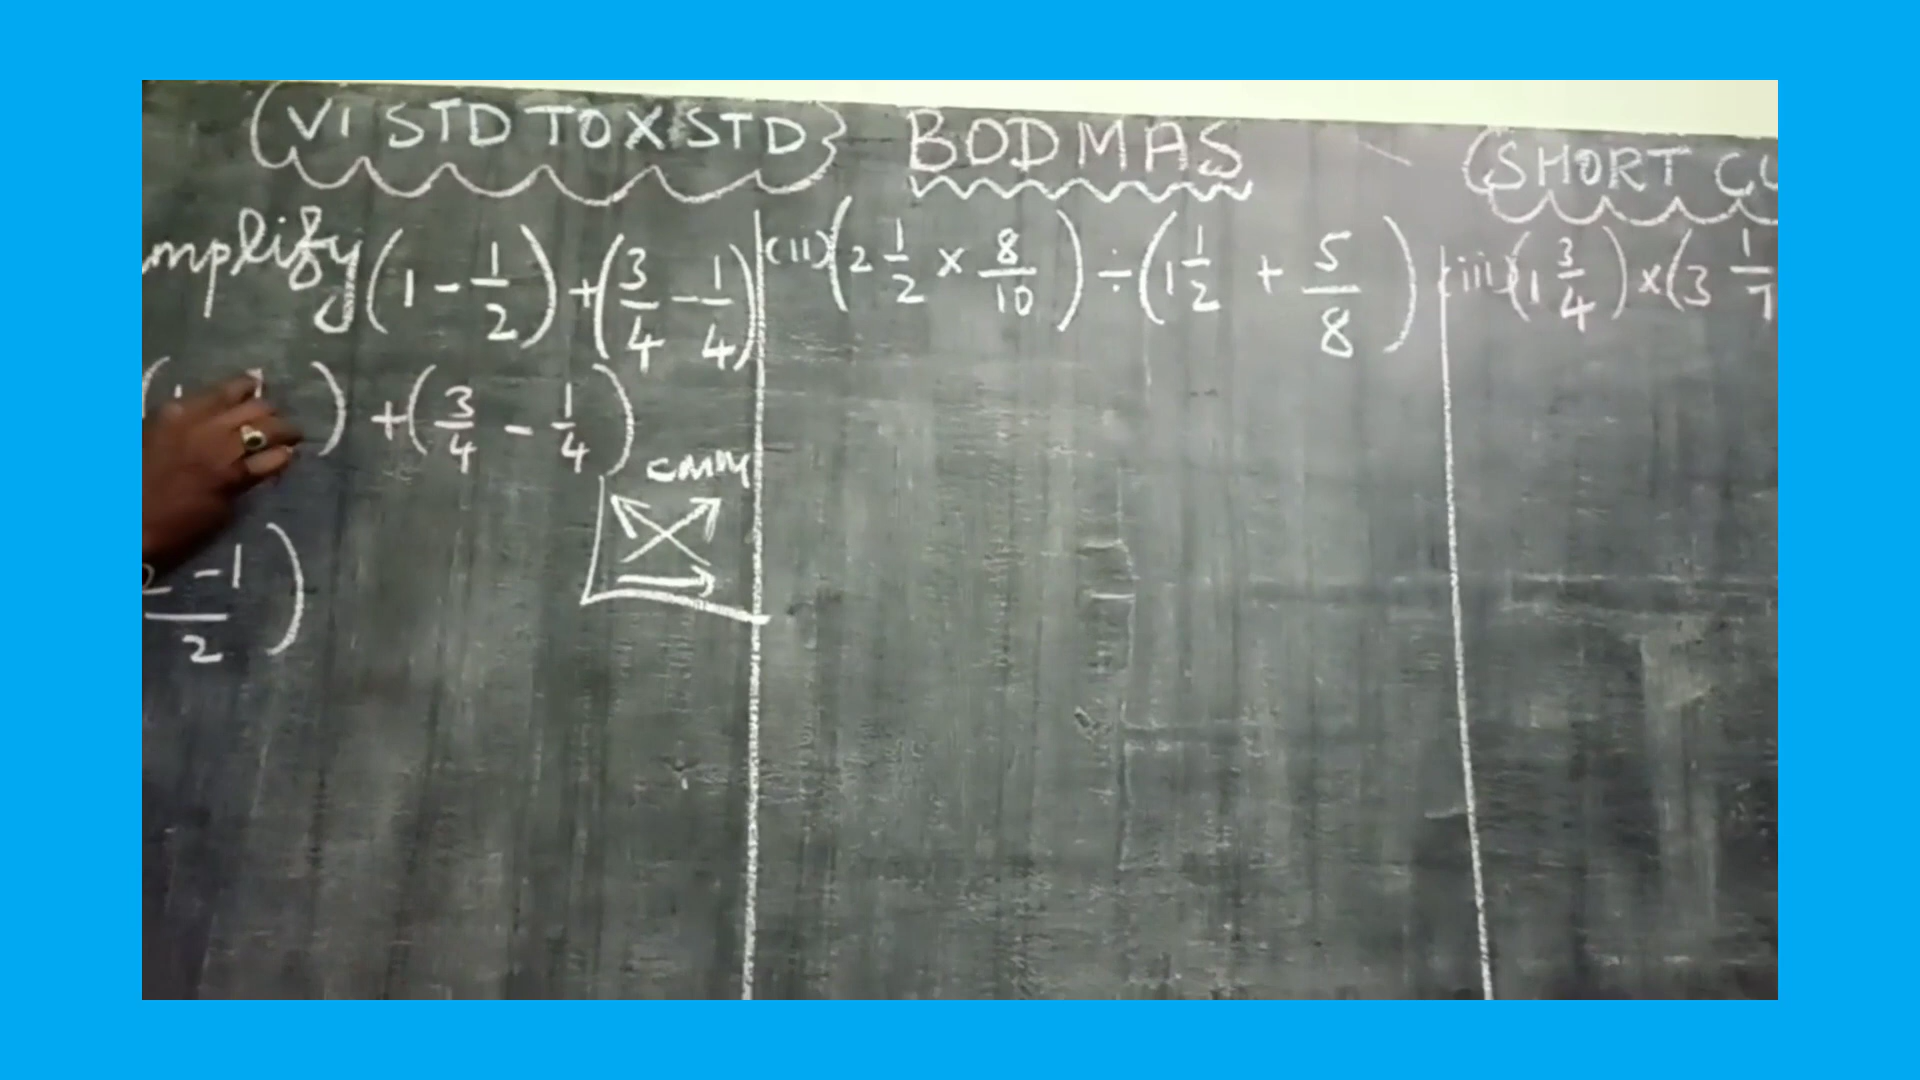 (VI STD TO X STD) BODMAS (SHORT CU
mplify (1 - 1/2) + (3/4 - 1/4)
(ii) (2 1/2 × 8/10) ÷ (1 1/2 + 5/8)
iii) (1 3/4) × (3 1/7
) + (3/4 - 1/4)
2 - 1 / 2 )